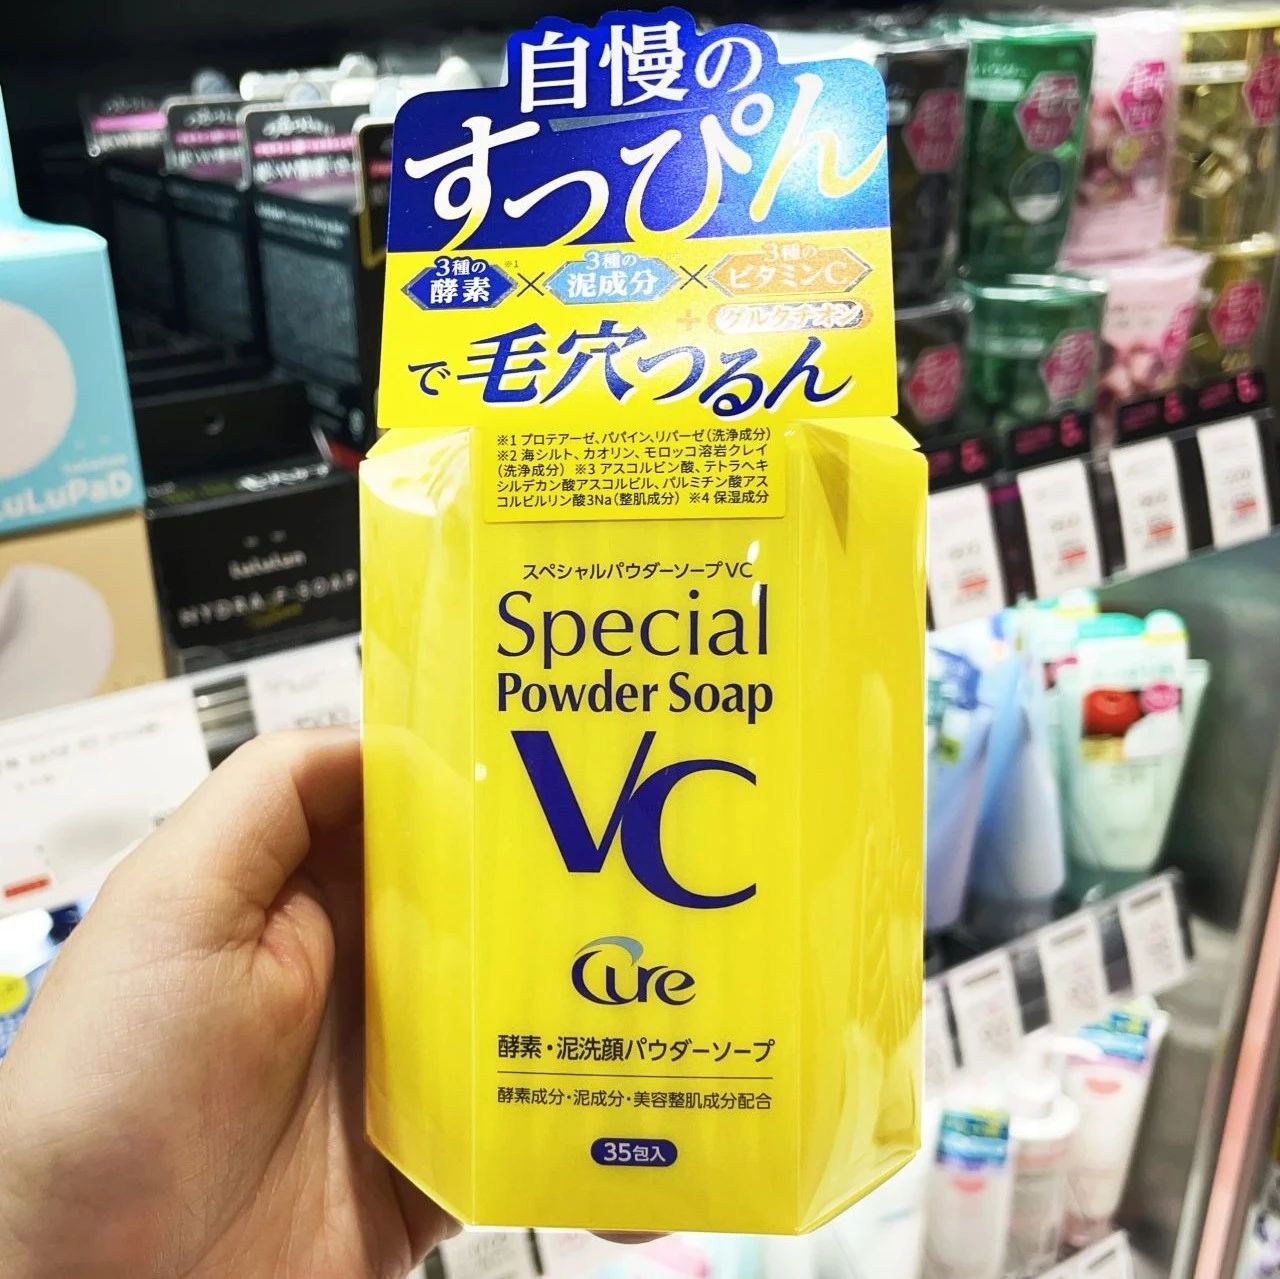 自慢の
すっぴん
3種の 酵素 ※1 × 3種の 泥成分 × 3種の ビタミンC
+ グルタチオン
で毛穴つるん
※1 プロテアーゼ、パパイン、リパーゼ(洗浄成分)
※2 海シルト、カオリン、モロッコ溶岩クレイ
(洗浄成分) ※3 アスコルビン酸、テトラヘキ
シルデカン酸アスコルビル、パルミチン酸アス
コルビルリン酸3Na(整肌成分) ※4 保湿成分
スペシャルパウダーソープVC
Special
Powder Soap
VC
Cure
酵素・泥洗顔パウダーソープ
酵素成分・泥成分・美容整肌成分配合
35包入
LuLuPaD
lululun
HYDRA-F-SOAP